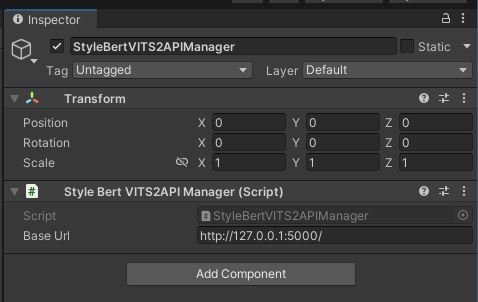 Inspector
StyleBertVITS2APIManager Static
Tag Untagged Layer Default
Transform
Position X 0 Y 0 Z 0
Rotation X 0 Y 0 Z 0
Scale X 1 Y 1 Z 1
# Style Bert VITS2API Manager (Script)
Script # StyleBertVITS2APIManager
Base Url http://127.0.0.1:5000/
Add Component